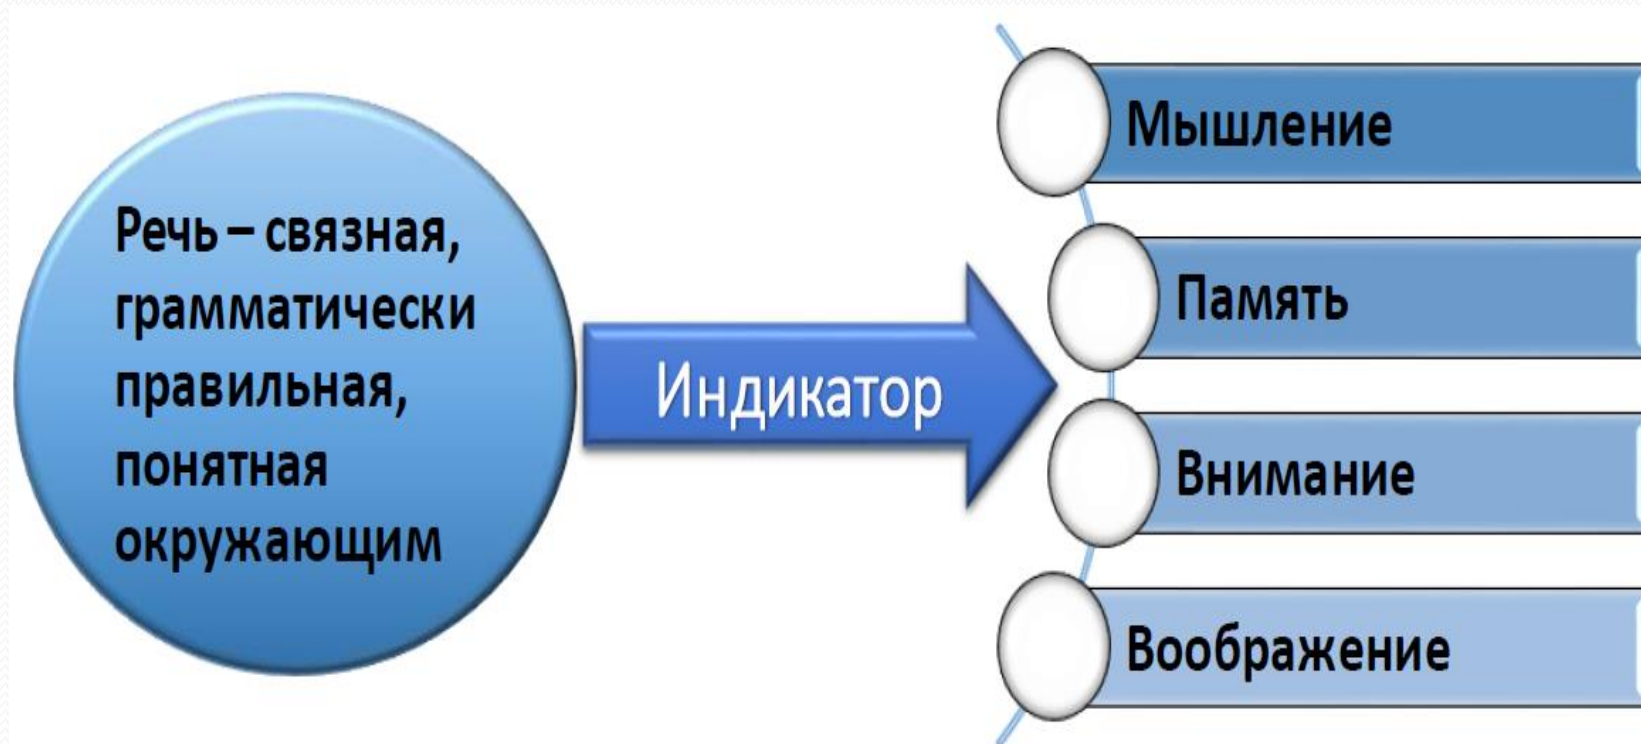 Речь – связная,
грамматически
правильная,
понятная
окружающим
Индикатор
Мышление
Память
Внимание
Воображение